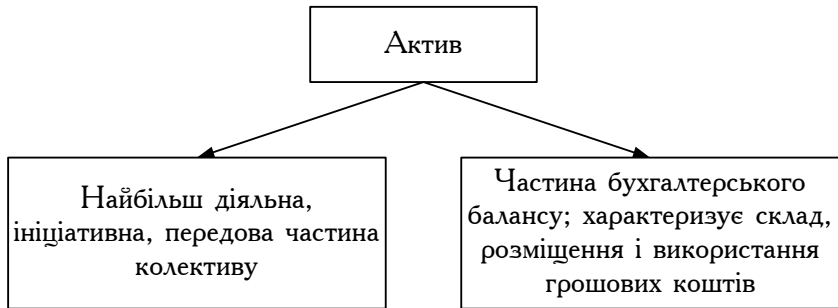 Актив
Найбільш діяльна,
ініціативна, передова частина
колективу
Частина бухгалтерського
балансу; характеризує склад,
розміщення і використання
грошових коштів